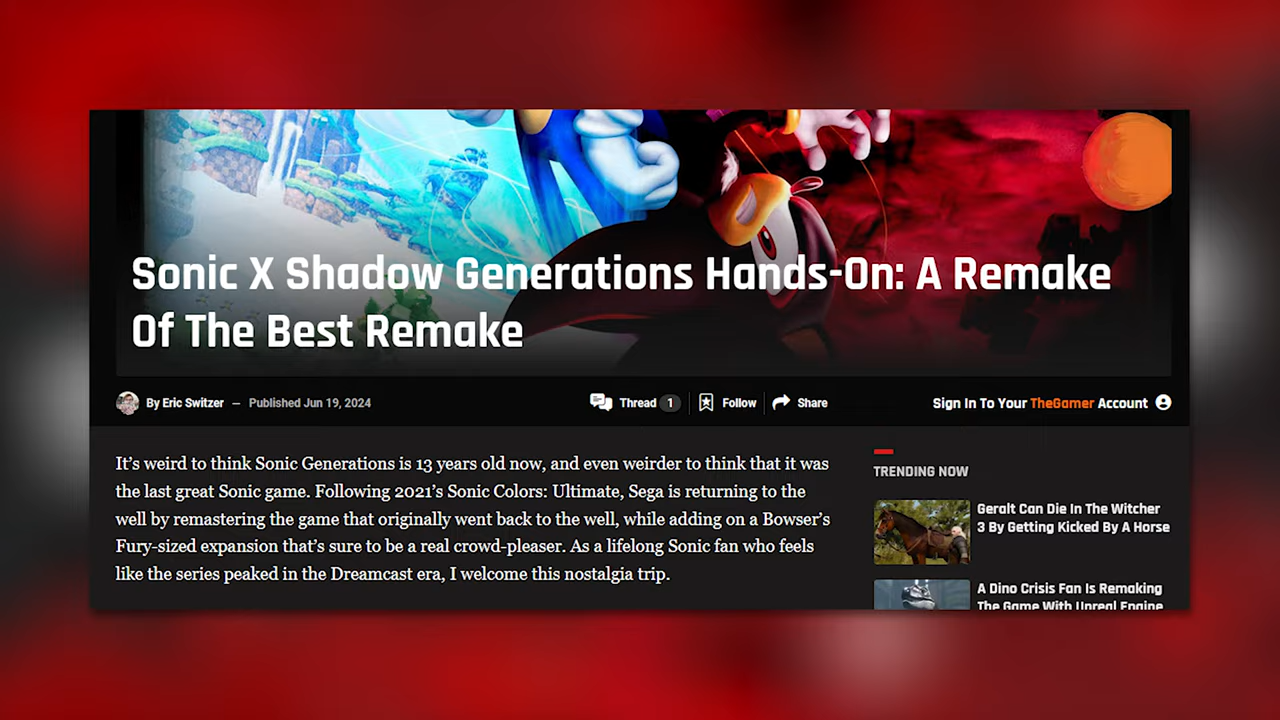 Sonic X Shadow Generations Hands-On: A Remake
Of The Best Remake
By Eric Switzer — Published Jun 19, 2024
Thread 1
Follow
Share
Sign In To Your TheGamer Account
It’s weird to think Sonic Generations is 13 years old now, and even weirder to think that it was
the last great Sonic game. Following 2021’s Sonic Colors: Ultimate, Sega is returning to the
well by remastering the game that originally went back to the well, while adding on a Bowser’s
Fury-sized expansion that’s sure to be a real crowd-pleaser. As a lifelong Sonic fan who feels
like the series peaked in the Dreamcast era, I welcome this nostalgia trip.
TRENDING NOW
Geralt Can Die In The Witcher
3 By Getting Kicked By A Horse
A Dino Crisis Fan Is Remaking
The Game With Unreal Engine